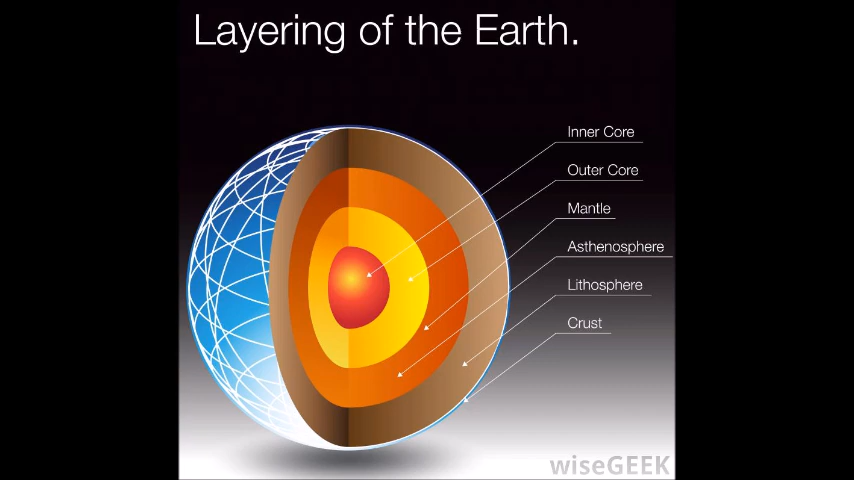 Layering of the Earth.
Inner Core
Outer Core
Mantle
Asthenosphere
Lithosphere
Crust
wiseGEEK